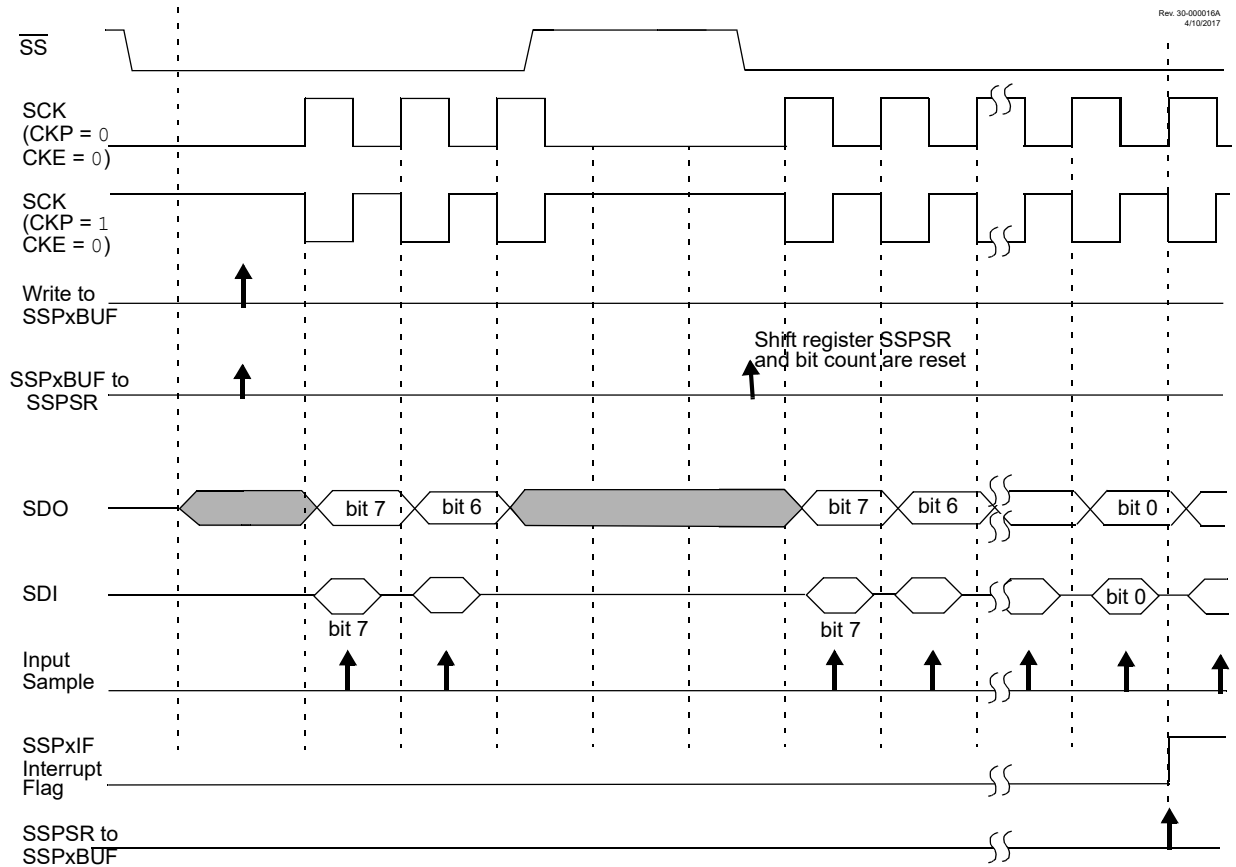 Rev. 30-000016A
4/10/2017
SS
SCK
(CKP = 0
CKE = 0)
SCK
(CKP = 1
CKE = 0)
Write to
SSPxBUF
Shift register SSPSR
and bit count are reset
SSPxBUF to
SSPSR
SDO
bit 7
bit 6
bit 7
bit 6
bit 0
SDI
bit 0
bit 7
bit 7
Input
Sample
SSPxIF
Interrupt
Flag
SSPSR to
SSPxBUF